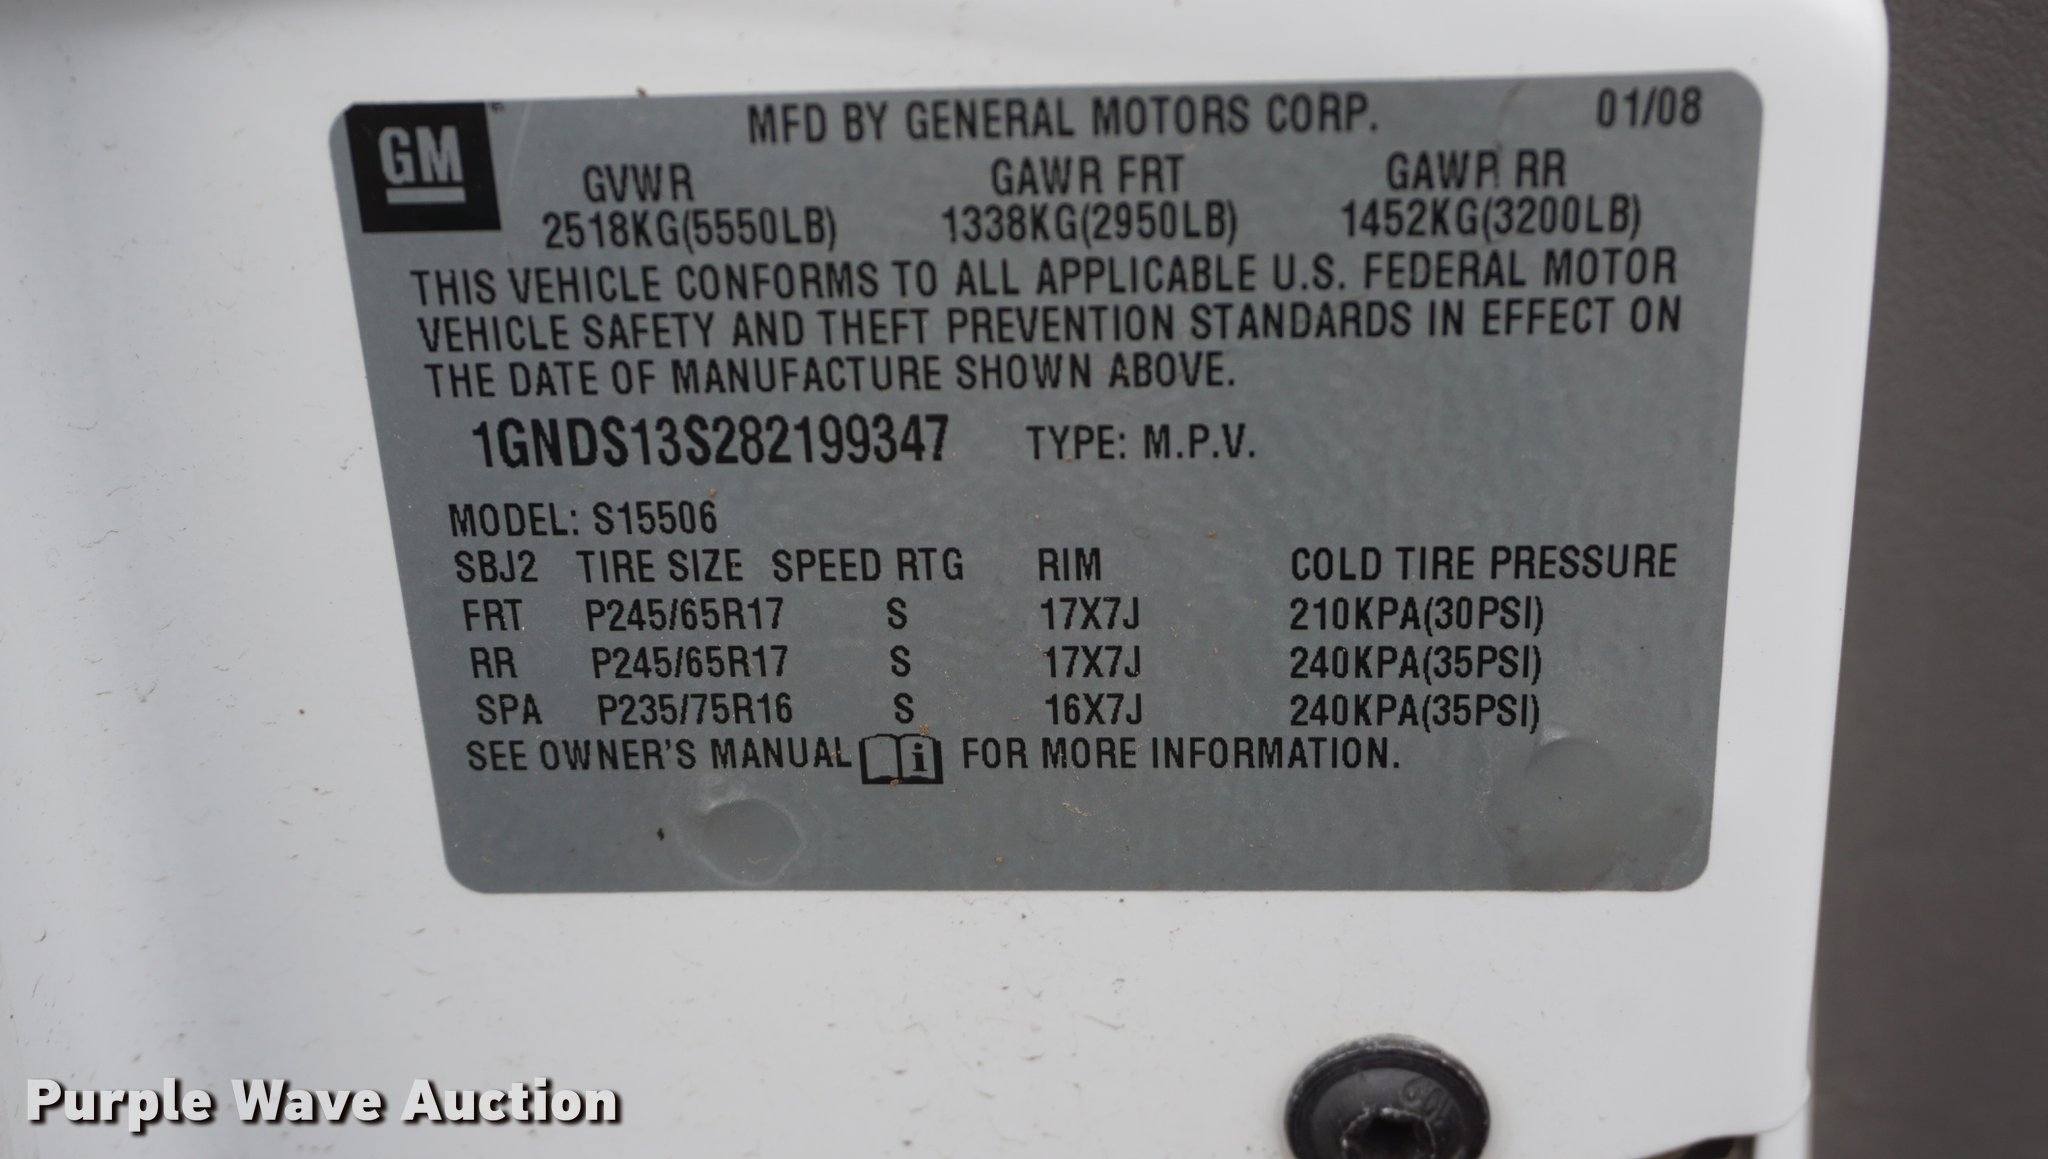 GM
MFD BY GENERAL MOTORS CORP. 01/08
GVWR GAWR FRT GAWR RR
2518KG(5550LB) 1338KG(2950LB) 1452KG(3200LB)
THIS VEHICLE CONFORMS TO ALL APPLICABLE U.S. FEDERAL MOTOR
VEHICLE SAFETY AND THEFT PREVENTION STANDARDS IN EFFECT ON
THE DATE OF MANUFACTURE SHOWN ABOVE.
1GNDS13S282199347 TYPE: M.P.V.
MODEL: S15506
SBJ2 TIRE SIZE SPEED RTG RIM COLD TIRE PRESSURE
FRT P245/65R17 S 17X7J 210KPA(30PSI)
RR P245/65R17 S 17X7J 240KPA(35PSI)
SPA P235/75R16 S 16X7J 240KPA(35PSI)
SEE OWNER'S MANUAL i FOR MORE INFORMATION.
Purple Wave Auction